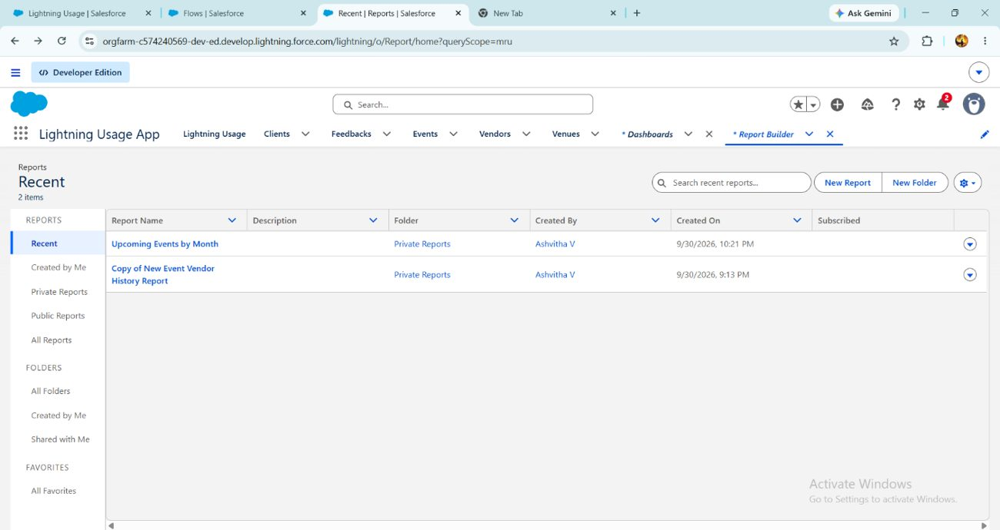 Lightning Usage | Salesforce
Flows | Salesforce
Recent | Reports | Salesforce
New Tab
Ask Gemini
orgfarm-c574240569-dev-ed.develop.lightning.force.com/lightning/o/Report/home?queryScope=mru
Developer Edition
Search...
2
Lightning Usage App
Lightning Usage
Clients
Feedbacks
Events
Vendors
Venues
* Dashboards
* Report Builder
Reports
Recent
2 items
Search recent reports...
New Report
New Folder
REPORTS
Recent
Created by Me
Private Reports
Public Reports
All Reports
FOLDERS
All Folders
Created by Me
Shared with Me
FAVORITES
All Favorites
Report Name Description Folder Created By Created On Subscribed
Upcoming Events by Month Private Reports Ashvitha V 9/30/2026, 10:21 PM
Copy of New Event Vendor
History Report Private Reports Ashvitha V 9/30/2026, 9:13 PM
Activate Windows
Go to Settings to activate Windows.